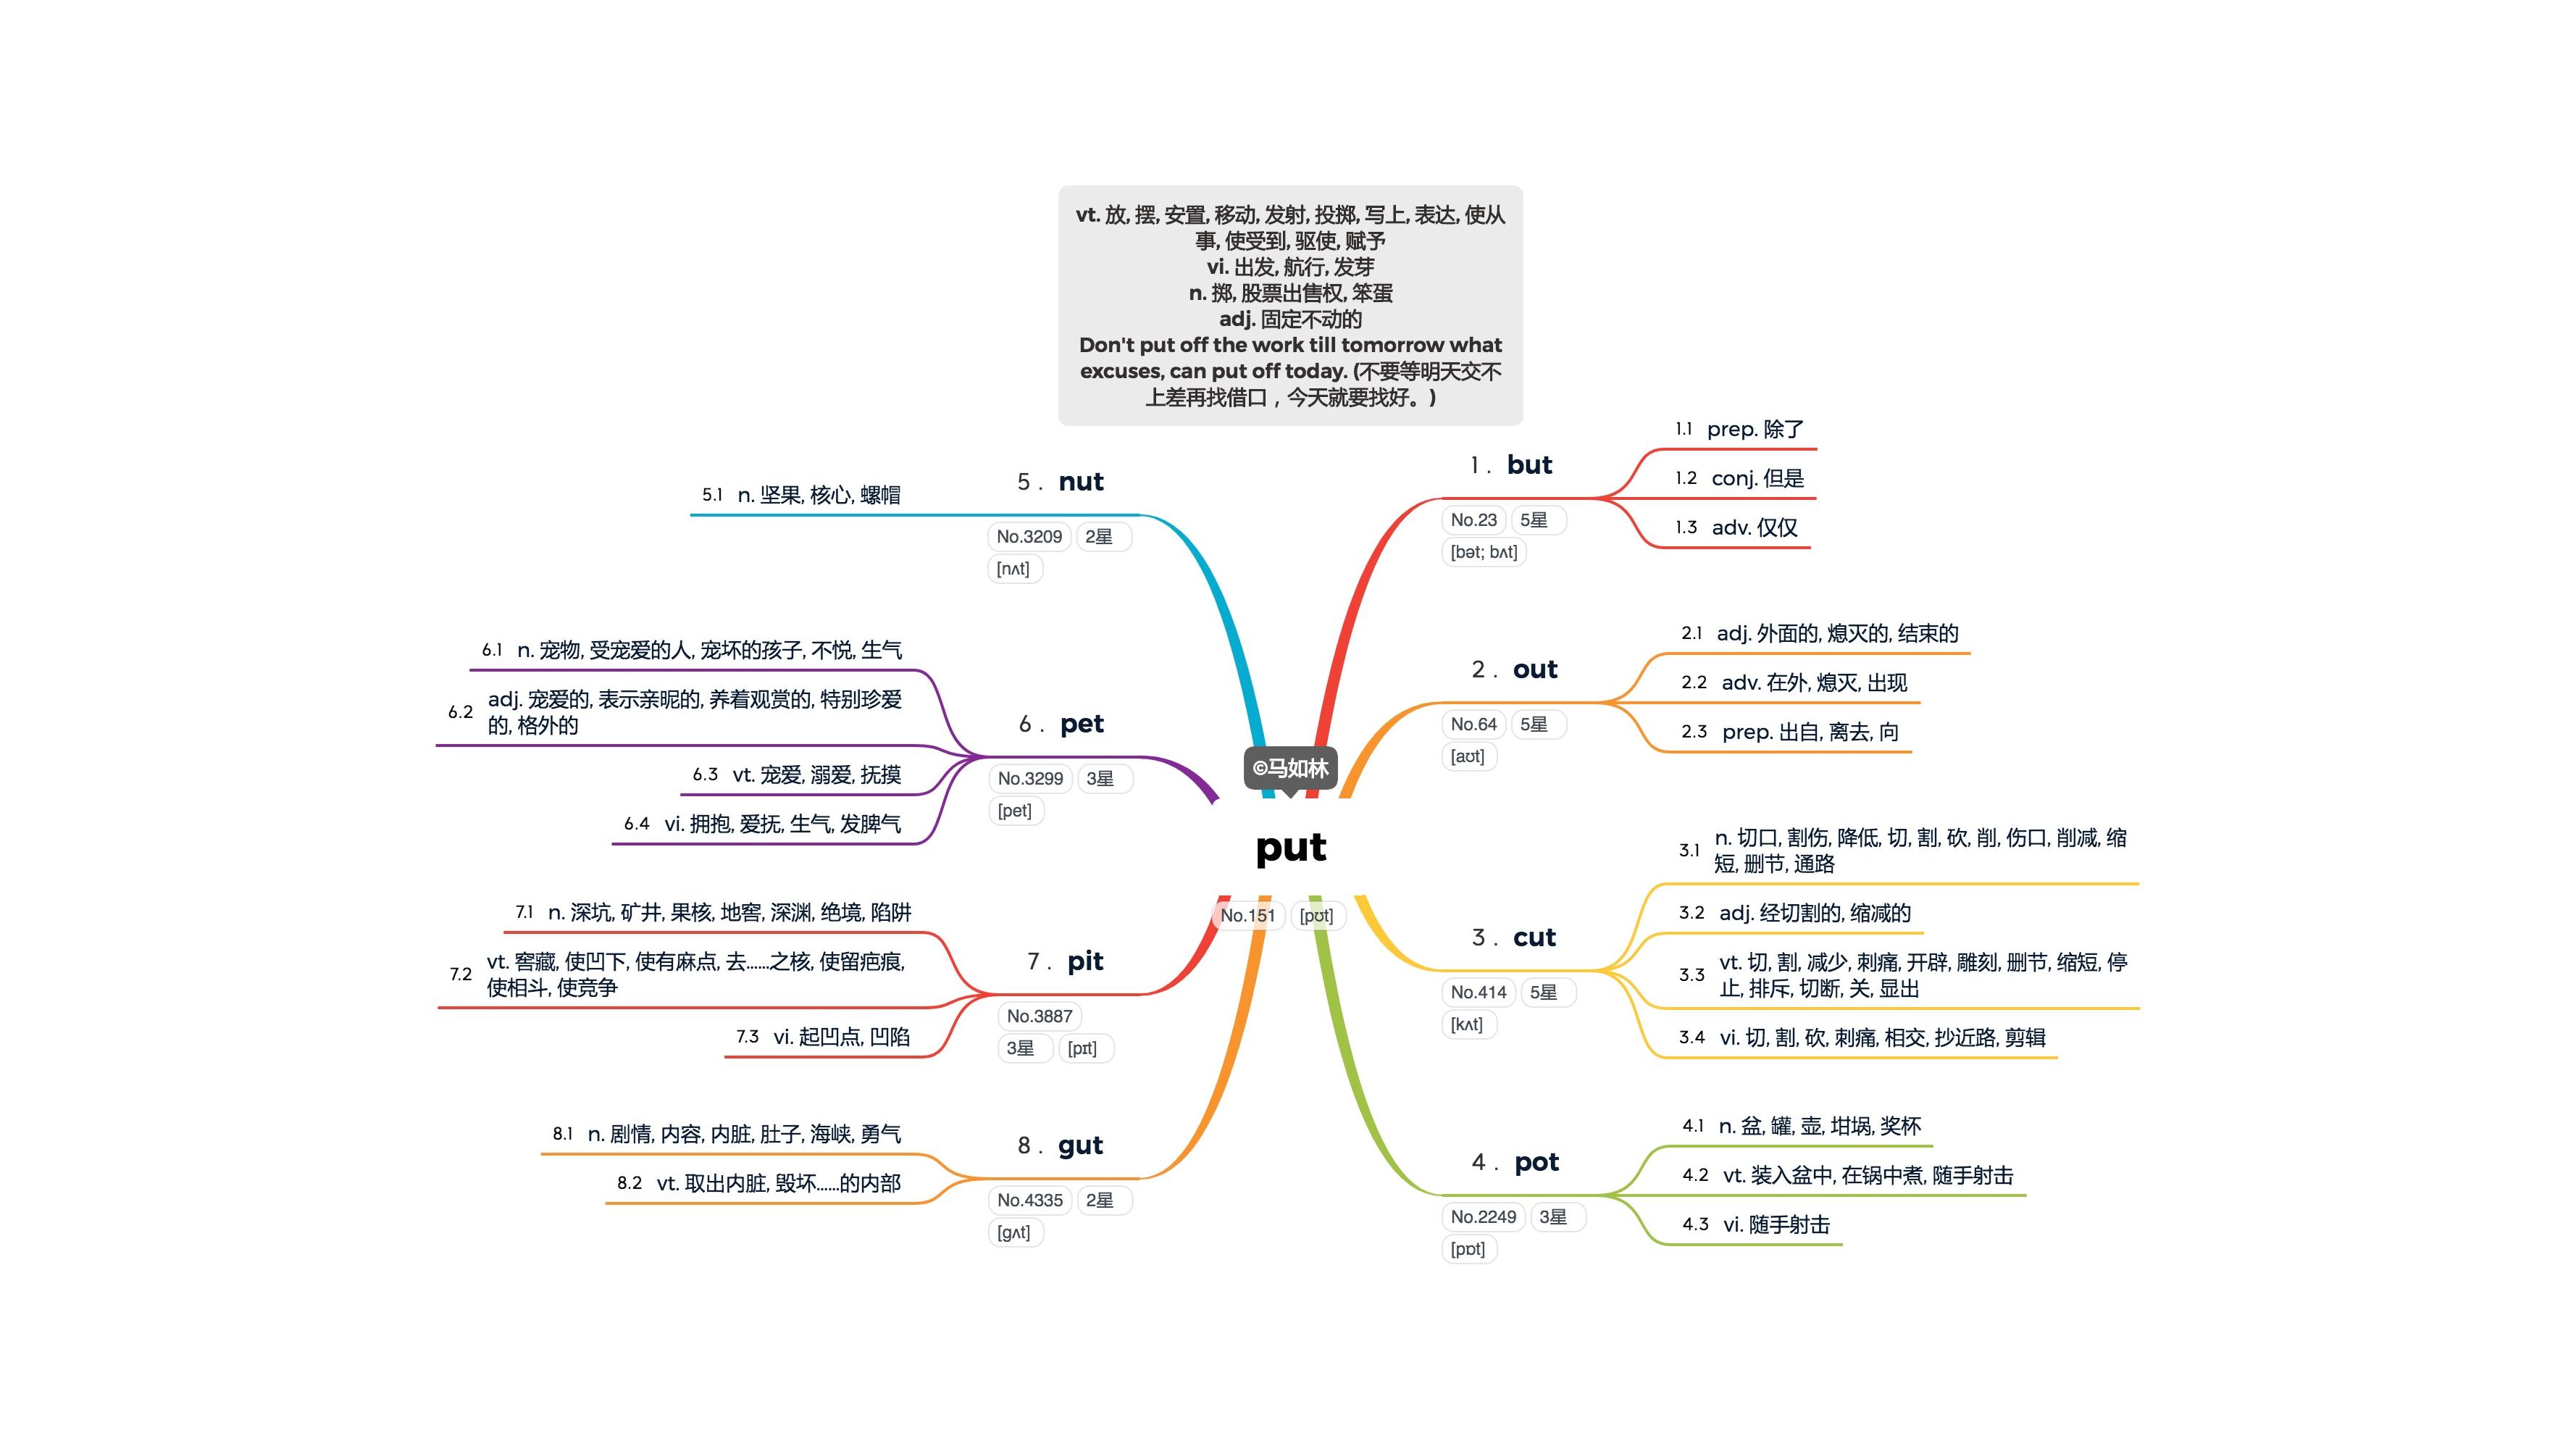 vt. 放, 摆, 安置, 移动, 发射, 投掷, 写上, 表达, 使从
事, 使受到, 驱使, 赋予
vi. 出发, 航行, 发芽
n. 掷, 股票出售权, 笨蛋
adj. 固定不动的
Don't put off the work till tomorrow what
excuses, can put off today. (不要等明天交不
上差再找借口，今天就要找好。)
©马如林
put
No.151 [pʊt]
1. but
No.23 5星
[bət; bʌt]
1.1 prep. 除了
1.2 conj. 但是
1.3 adv. 仅仅
2. out
No.64 5星
[aʊt]
2.1 adj. 外面的, 熄灭的, 结束的
2.2 adv. 在外, 熄灭, 出现
2.3 prep. 出自, 离去, 向
3. cut
No.414 5星
[kʌt]
3.1 n. 切口, 割伤, 降低, 切, 割, 砍, 削, 伤口, 削减, 缩
短, 删节, 通路
3.2 adj. 经切割的, 缩减的
3.3 vt. 切, 割, 减少, 刺痛, 开辟, 雕刻, 删节, 缩短, 停
止, 排斥, 切断, 关, 显出
3.4 vi. 切, 割, 砍, 刺痛, 相交, 抄近路, 剪辑
4. pot
No.2249 3星
[pɒt]
4.1 n. 盆, 罐, 壶, 坩埚, 奖杯
4.2 vt. 装入盆中, 在锅中煮, 随手射击
4.3 vi. 随手射击
5. nut
No.3209 2星
[nʌt]
5.1 n. 坚果, 核心, 螺帽
6. pet
No.3299 3星
[pet]
6.1 n. 宠物, 受宠爱的人, 宠坏的孩子, 不悦, 生气
6.2 adj. 宠爱的, 表示亲昵的, 养着观赏的, 特别珍爱
的, 格外的
6.3 vt. 宠爱, 溺爱, 抚摸
6.4 vi. 拥抱, 爱抚, 生气, 发脾气
7. pit
No.3887
3星 [pɪt]
7.1 n. 深坑, 矿井, 果核, 地窖, 深渊, 绝境, 陷阱
7.2 vt. 窖藏, 使凹下, 使有麻点, 去……之核, 使留疤痕,
使相斗, 使竞争
7.3 vi. 起凹点, 凹陷
8. gut
No.4335 2星
[gʌt]
8.1 n. 剧情, 内容, 内脏, 肚子, 海峡, 勇气
8.2 vt. 取出内脏, 毁坏……的内部